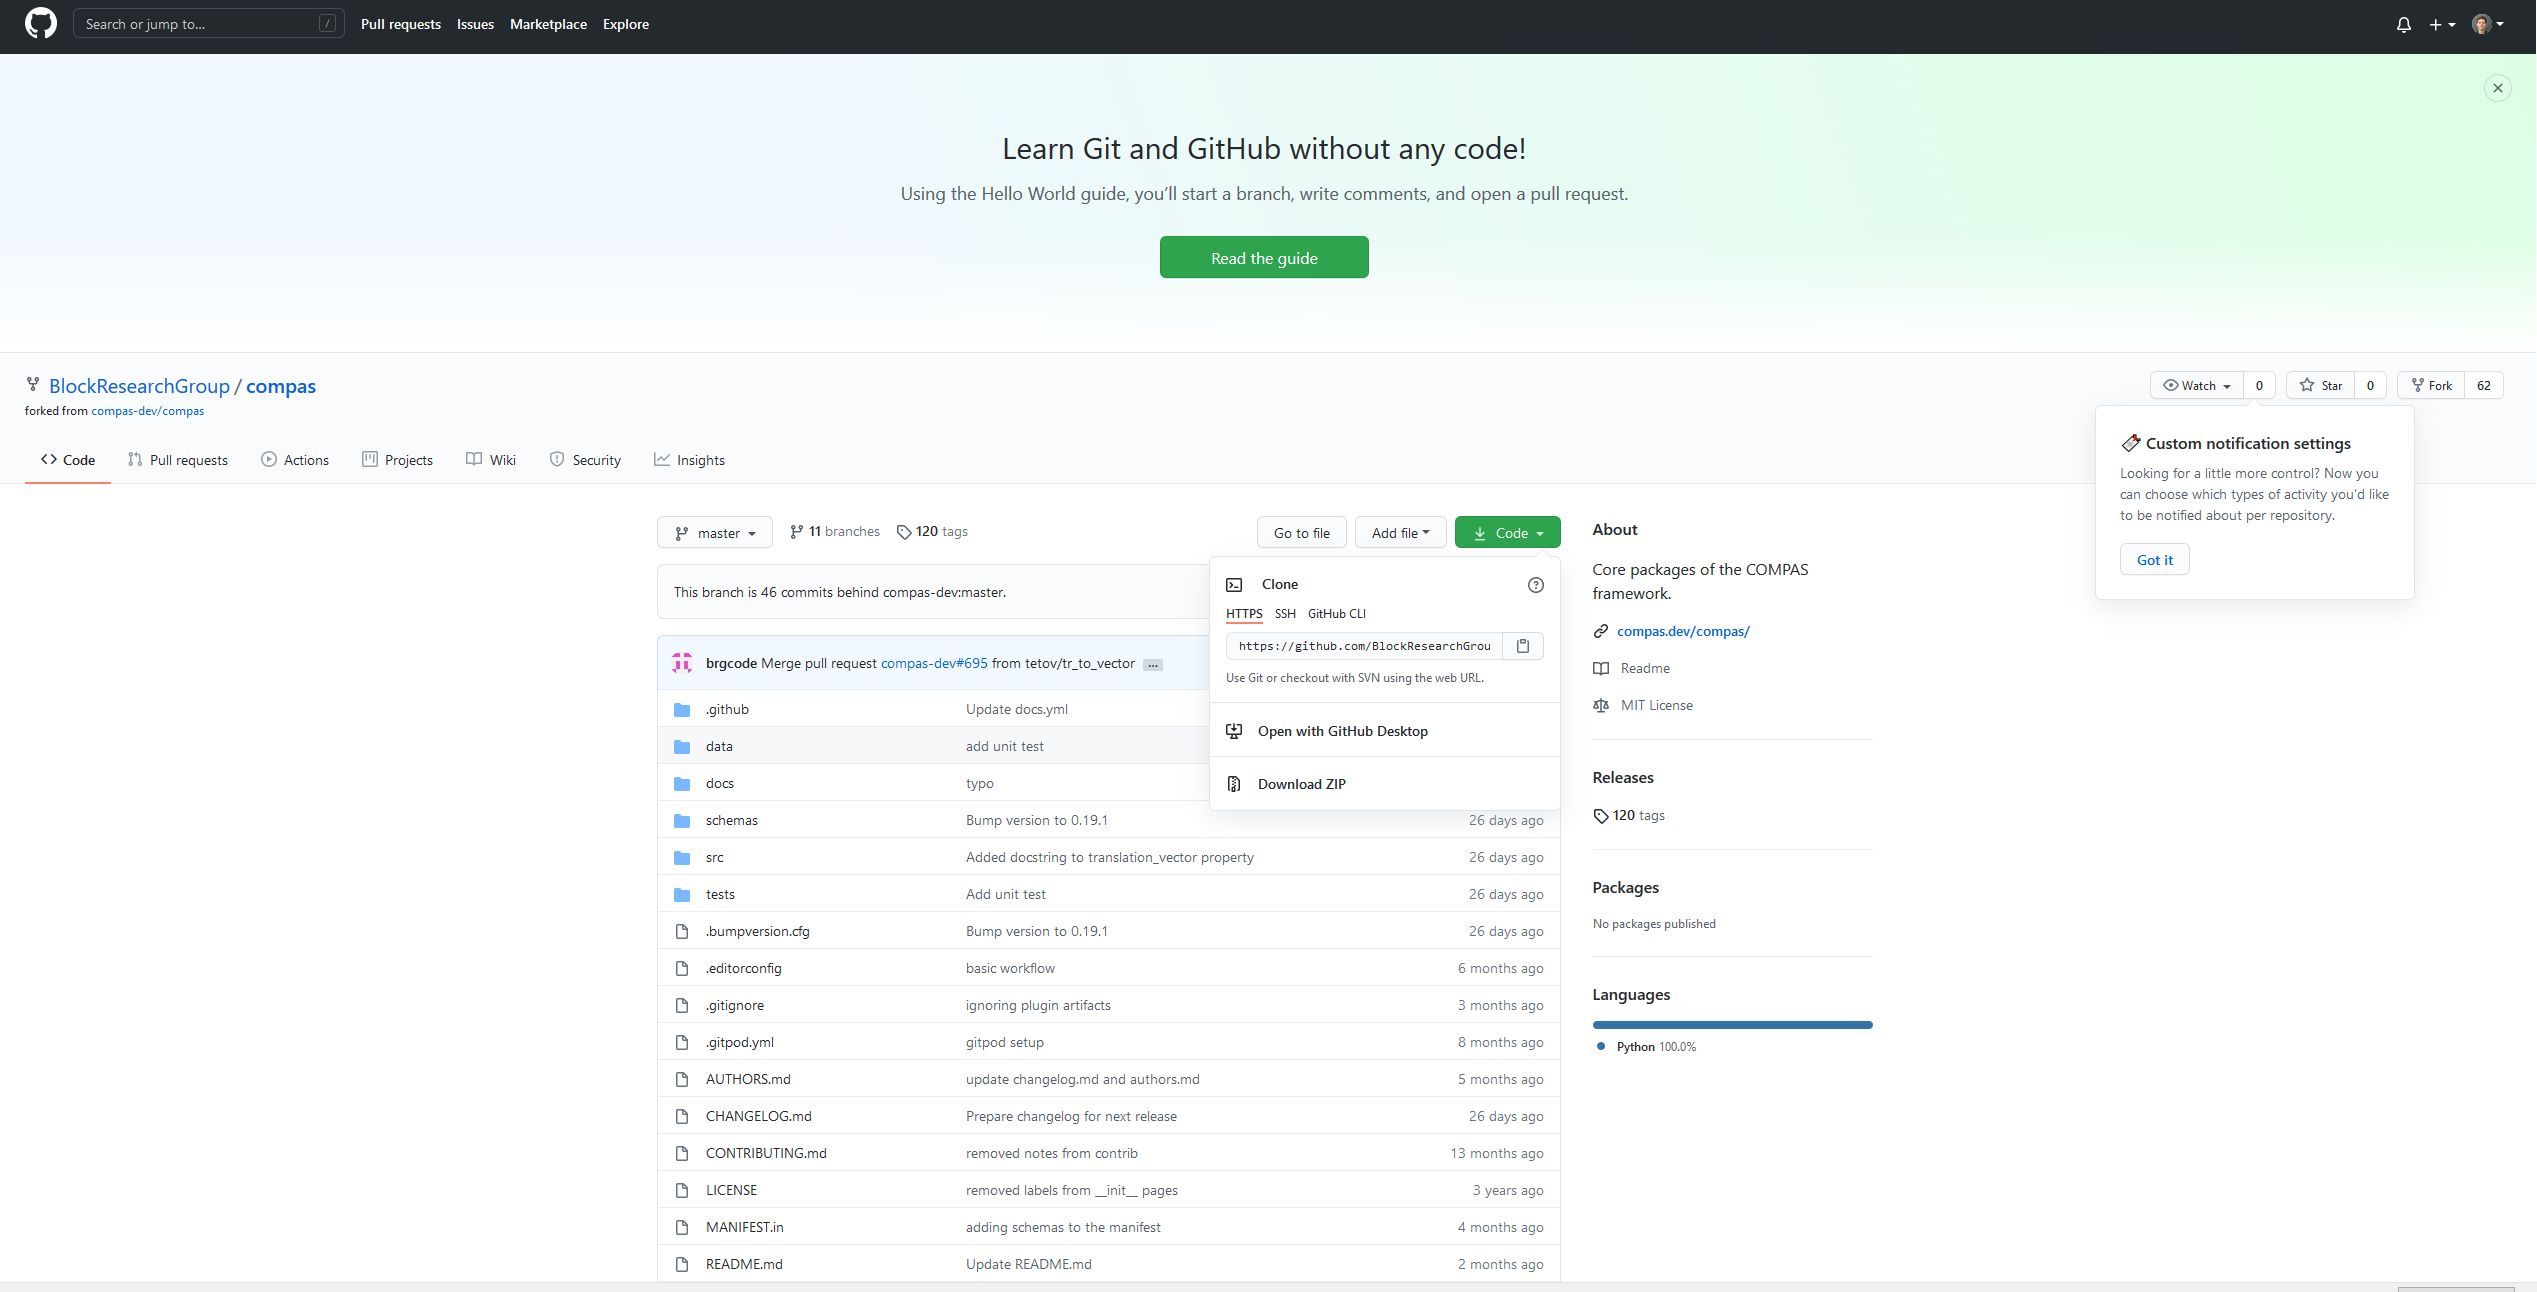 Search or jump to... /
Pull requests Issues Marketplace Explore
Learn Git and GitHub without any code!
Using the Hello World guide, you’ll start a branch, write comments, and open a pull request.
Read the guide
BlockResearchGroup / compas
forked from compas-dev/compas
Watch 0 Star 0 Fork 62
Custom notification settings
Looking for a little more control? Now you
can choose which types of activity you’d like
to be notified about per repository.
Got it
Code Pull requests Actions Projects Wiki Security Insights
master 11 branches 120 tags Go to file Add file Code
This branch is 46 commits behind compas-dev:master.
Clone
HTTPS SSH GitHub CLI
https://github.com/BlockResearchGrou
Use Git or checkout with SVN using the web URL.
Open with GitHub Desktop
Download ZIP
brgcode Merge pull request compas-dev#695 from tetov/tr_to_vector ...
.github Update docs.yml
data add unit test
docs typo
schemas Bump version to 0.19.1 26 days ago
src Added docstring to translation_vector property 26 days ago
tests Add unit test 26 days ago
.bumpversion.cfg Bump version to 0.19.1 26 days ago
.editorconfig basic workflow 6 months ago
.gitignore ignoring plugin artifacts 3 months ago
.gitpod.yml gitpod setup 8 months ago
AUTHORS.md update changelog.md and authors.md 5 months ago
CHANGELOG.md Prepare changelog for next release 26 days ago
CONTRIBUTING.md removed notes from contrib 13 months ago
LICENSE removed labels from __init__ pages 3 years ago
MANIFEST.in adding schemas to the manifest 4 months ago
README.md Update README.md 2 months ago
About
Core packages of the COMPAS
framework.
compas.dev/compas/
Readme
MIT License
Releases
120 tags
Packages
No packages published
Languages
Python 100.0%